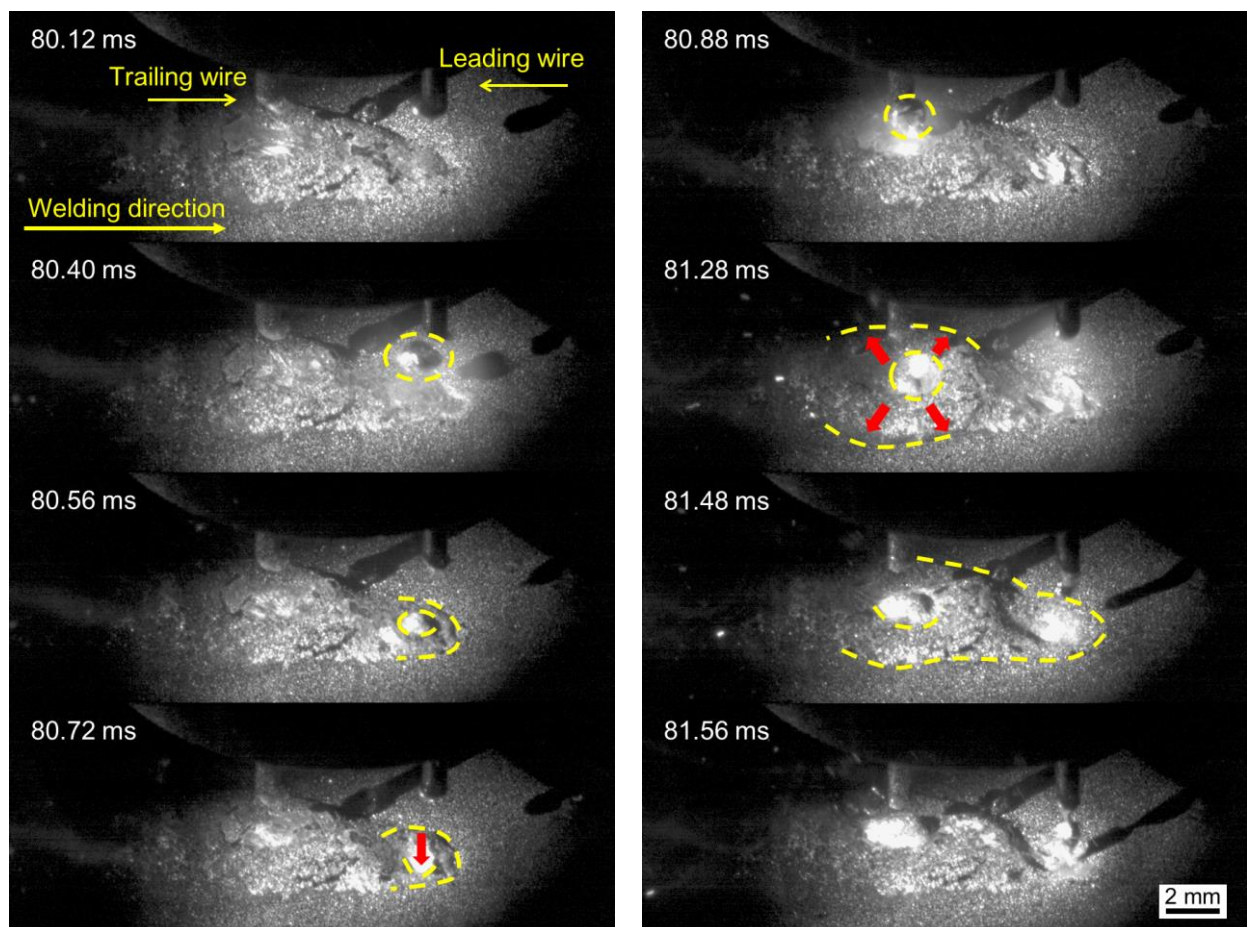 80.12 ms
Trailing wire
Leading wire
Welding direction
80.40 ms
80.56 ms
80.72 ms
80.88 ms
81.28 ms
81.48 ms
81.56 ms
2 mm